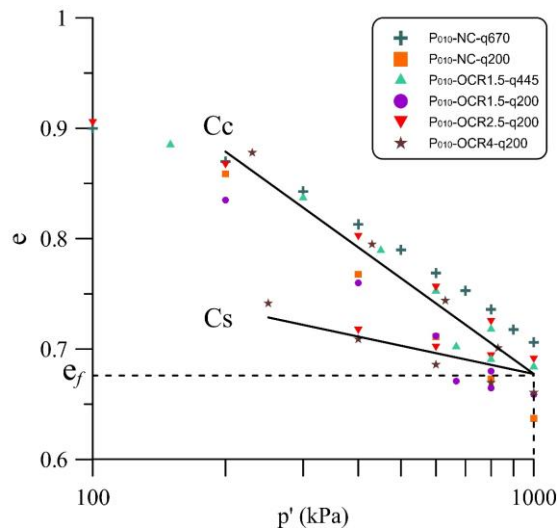 1
0.9
0.8
0.7
0.6
e
e_f
Cc
Cs
P010-NC-q670
P010-NC-q200
P010-OCR1.5-q445
P010-OCR1.5-q200
P010-OCR2.5-q200
P010-OCR4-q200
100
1000
p' (kPa)